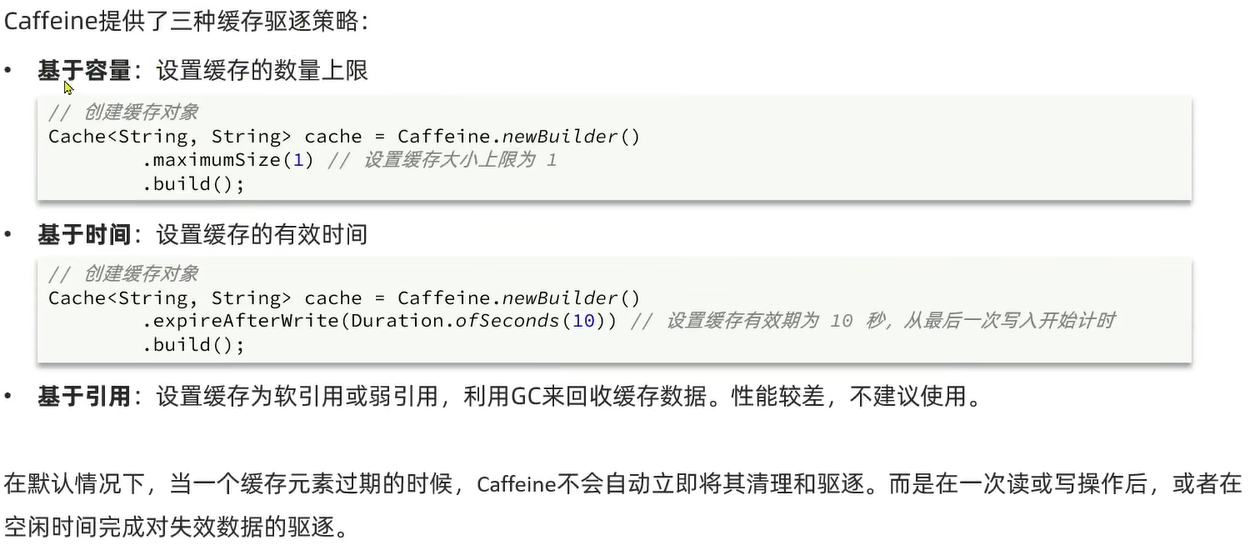 Caffeine提供了三种缓存驱逐策略：
• 基于容量：设置缓存的数量上限
// 创建缓存对象
Cache<String, String> cache = Caffeine.newBuilder()
        .maximumSize(1) // 设置缓存大小上限为 1
        .build();
• 基于时间：设置缓存的有效时间
// 创建缓存对象
Cache<String, String> cache = Caffeine.newBuilder()
        .expireAfterWrite(Duration.ofSeconds(10)) // 设置缓存有效期为 10 秒，从最后一次写入开始计时
        .build();
• 基于引用：设置缓存为软引用或弱引用，利用GC来回收缓存数据。性能较差，不建议使用。
在默认情况下，当一个缓存元素过期的时候，Caffeine不会自动立即将其清理和驱逐。而是在一次读或写操作后，或者在
空闲时间完成对失效数据的驱逐。